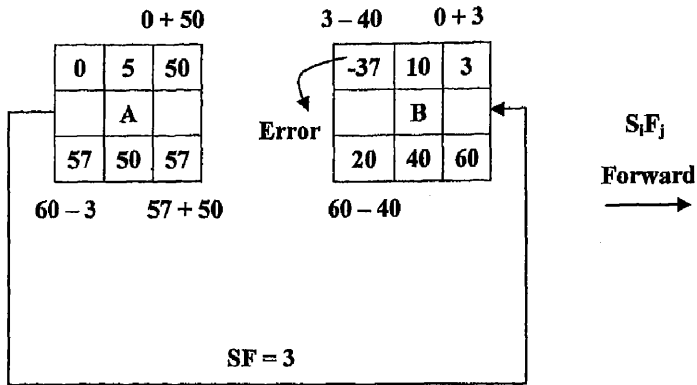 0 + 50
3 – 40 0 + 3
0 5 50
A
57 50 57
60 – 3 57 + 50
-37 10 3
B
20 40 60
Error
60 – 40
SᵢFⱼ
Forward
SF = 3